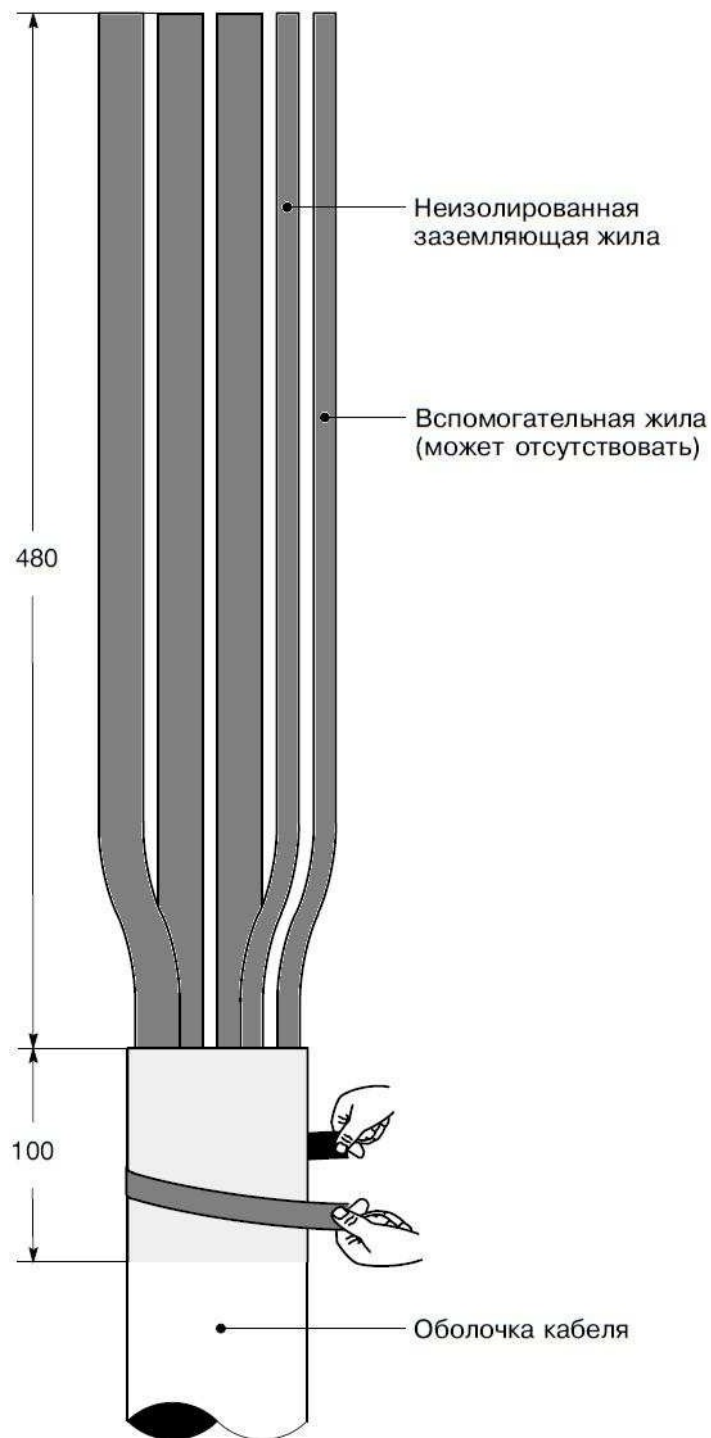 Неизолированная
заземляющая жила
Вспомогательная жила
(может отсутствовать)
480
100
Оболочка кабеля